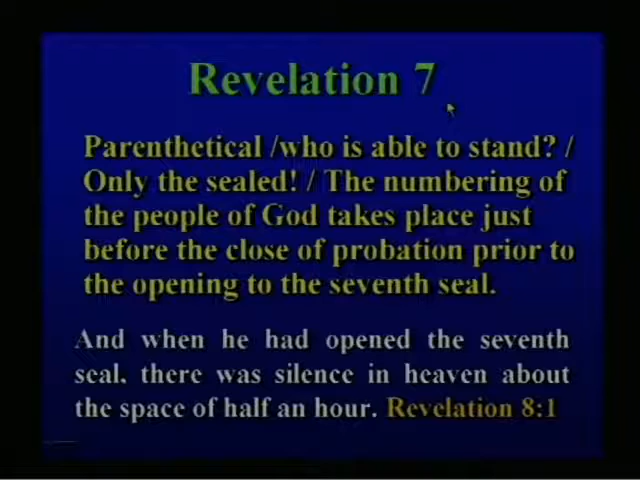 Revelation 7
Parenthetical /who is able to stand? /
Only the sealed! / The numbering of
the people of God takes place just
before the close of probation prior to
the opening to the seventh seal.
And when he had opened the seventh
seal, there was silence in heaven about
the space of half an hour. Revelation 8:1